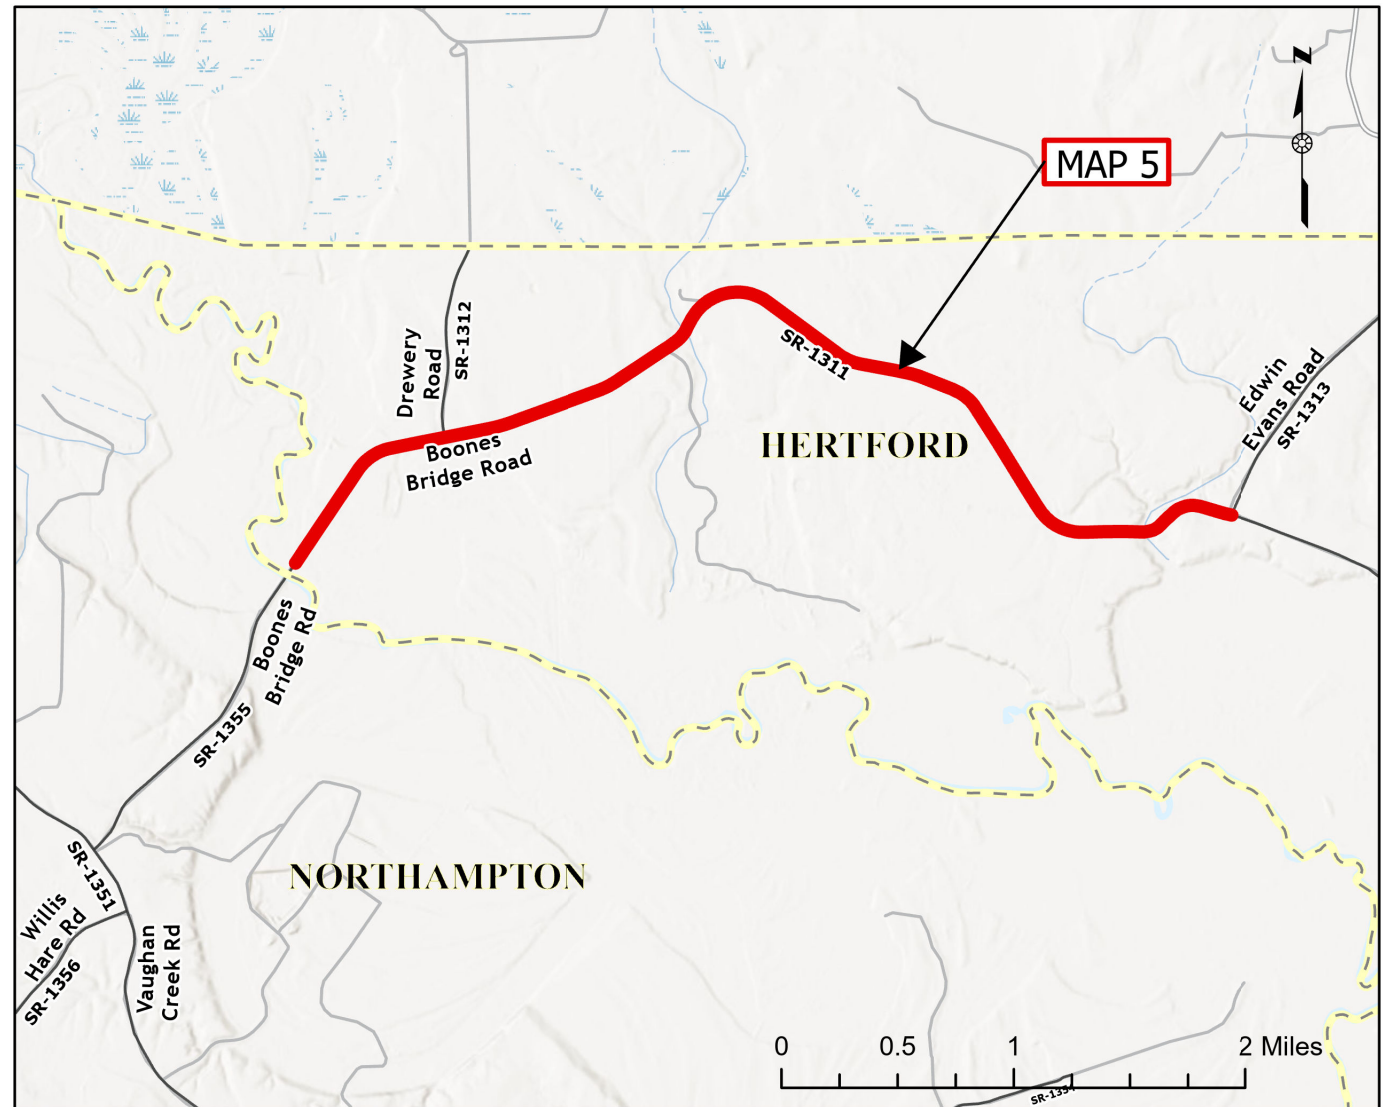 N
MAP 5
SR-1312
Drewery
Road
SR-1311
Edwin
Evans Road
SR-1313
Boones
Bridge Road
HERTFORD
Boones
Bridge Rd
SR-1355
SR-1351
NORTHAMPTON
Willis
Hare Rd
SR-1356
Vaughan
Creek Rd
0 0.5 1 2 Miles